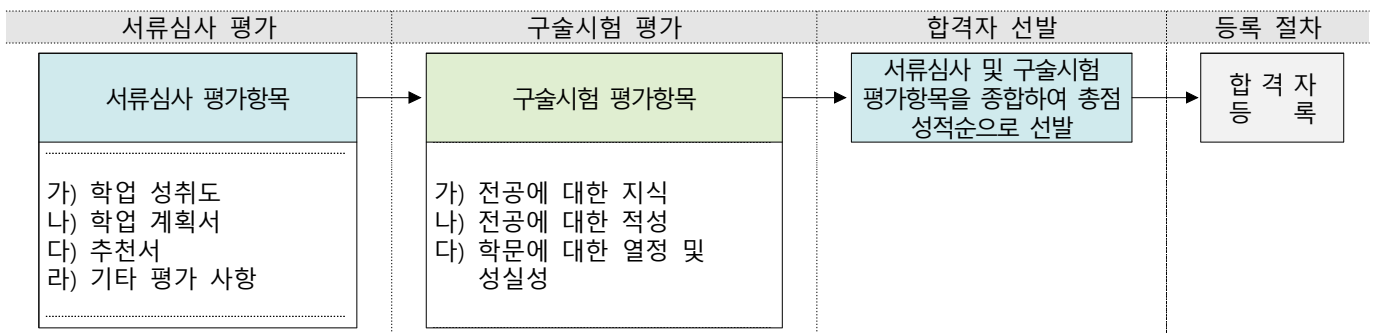 서류심사 평가
구술시험 평가
합격자 선발
등록 절차
서류심사 평가항목
가) 학업 성취도
나) 학업 계획서
다) 추천서
라) 기타 평가 사항
구술시험 평가항목
가) 전공에 대한 지식
나) 전공에 대한 적성
다) 학문에 대한 열정 및
성실성
서류심사 및 구술시험
평가항목을 종합하여 총점
성적순으로 선발
합 격 자
등 록